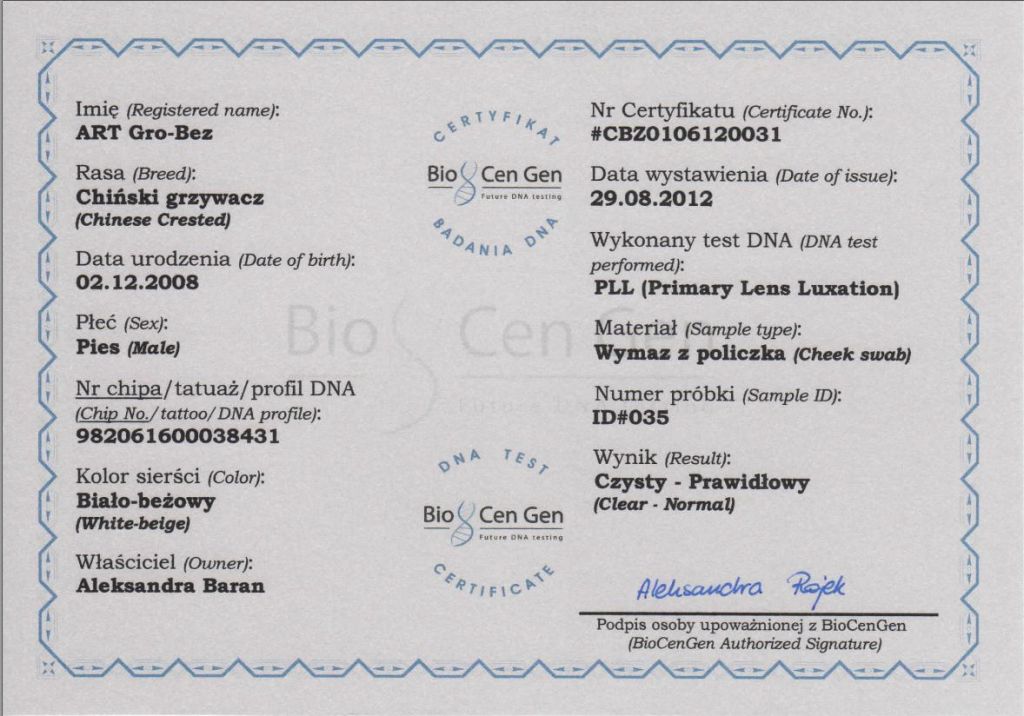 Imię (Registered name):
ART Gro-Bez
Rasa (Breed):
Chiński grzywacz
(Chinese Crested)
Data urodzenia (Date of birth):
02.12.2008
Płeć (Sex):
Pies (Male)
Nr chipa/tatuaż/profil DNA
(Chip No./tattoo/DNA profile):
982061600038431
Kolor sierści (Color):
Biało-beżowy
(White-beige)
Właściciel (Owner):
Aleksandra Baran
CERTYFIKAT
Bio Cen Gen
Future DNA testing
BADANIA DNA
Bio Cen Gen
Future DNA testing
DNA TEST
Bio Cen Gen
Future DNA testing
CERTIFICATE
Nr Certyfikatu (Certificate No.):
#CBZ0106120031
Data wystawienia (Date of issue):
29.08.2012
Wykonany test DNA (DNA test
performed):
PLL (Primary Lens Luxation)
Materiał (Sample type):
Wymaz z policzka (Cheek swab)
Numer próbki (Sample ID):
ID#035
Wynik (Result):
Czysty - Prawidłowy
(Clear - Normal)
Aleksandra Rojek
Podpis osoby upoważnionej z BioCenGen
(BioCenGen Authorized Signature)